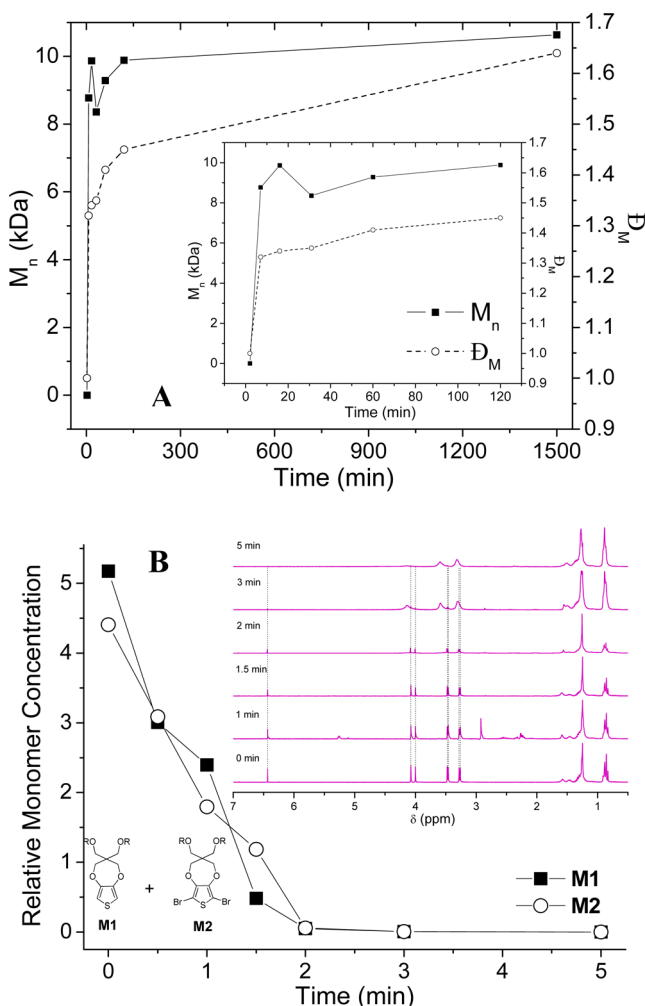 10
8
6
4
2
0
Mn (kDa)
1.7
1.6
1.5
1.4
1.3
1.2
1.1
1.0
0.9
ĐM
0
300
600
900
1200
1500
Time (min)
A
10
8
6
4
2
0
Mn (kDa)
1.7
1.6
1.5
1.4
1.3
1.2
1.1
1.0
0.9
ĐM
0
20
40
60
80
100
120
Time (min)
Mn
ĐM
B
5
4
3
2
1
0
Relative Monomer Concentration
0
1
2
3
4
5
Time (min)
5 min
3 min
2 min
1.5 min
1 min
0 min
7
6
5
4
3
2
1
δ (ppm)
RO
OR
O
O
S
M1
+
RO
OR
O
O
Br
S
Br
M2
M1
M2